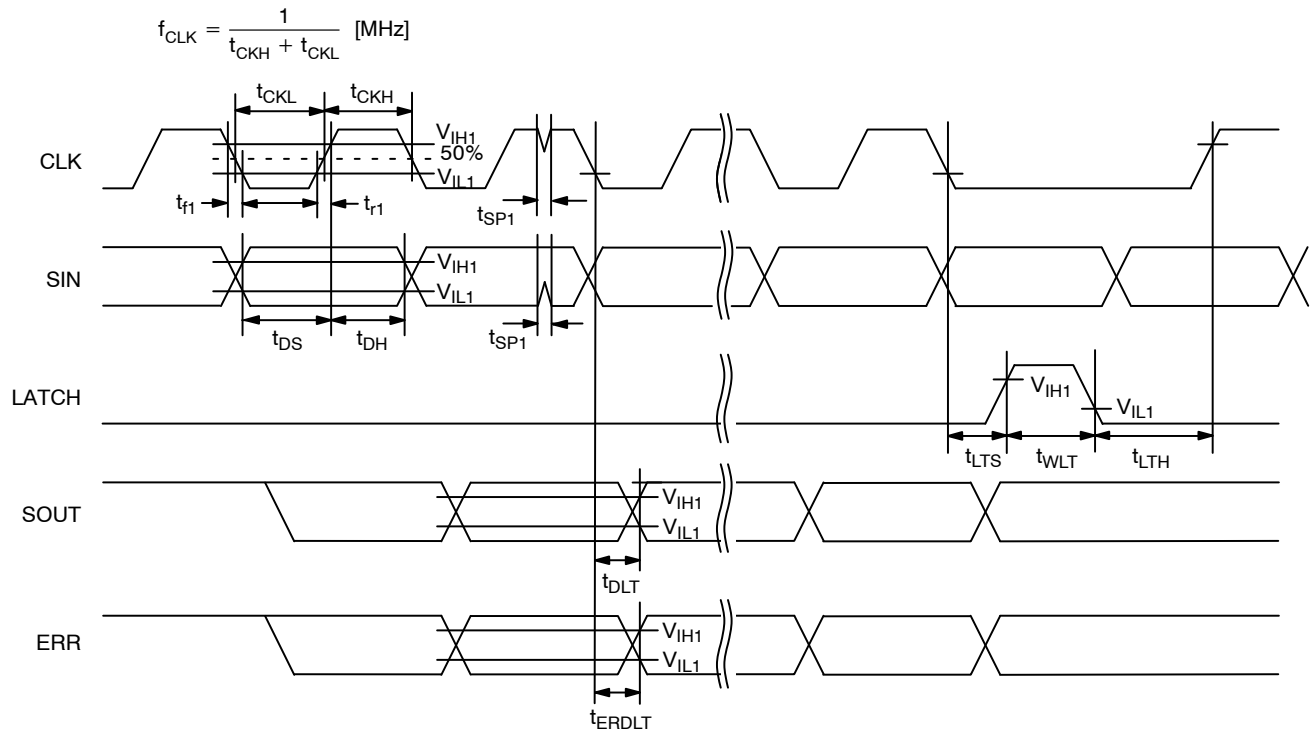 f_CLK = 1 / (t_CKH + t_CKL) [MHz]
t_CKL t_CKH
V_IH1
CLK 50%
V_IL1
t_f1 t_r1 t_SP1
SIN V_IH1
V_IL1
t_DS t_DH t_SP1
LATCH V_IH1 V_IL1
t_LTS t_WLT t_LTH
SOUT V_IH1
V_IL1
t_DLT
ERR V_IH1
V_IL1
t_ERDLT